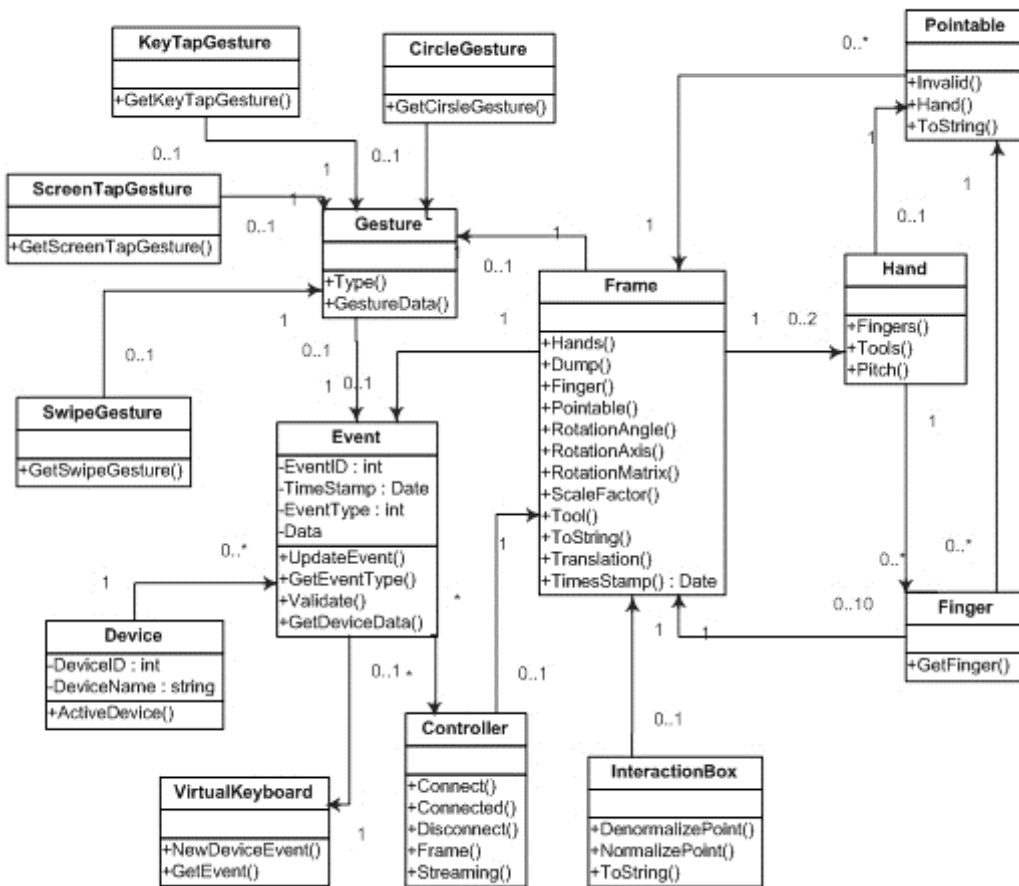 KeyTapGesture
+GetKeyTapGesture()
CircleGesture
+GetCirsleGesture()
Pointable
+Invalid()
+Hand()
+ToString()
0..*
0..1
1
0..1
1
ScreenTapGesture
+GetScreenTapGesture()
1
0..1
Gesture
+Type()
+GestureData()
1
0..1
1
1
0..1
Hand
+Fingers()
+Tools()
+Pitch()
Frame
+Hands()
+Dump()
+Finger()
+Pointable()
+RotationAngle()
+RotationAxis()
+RotationMatrix()
+ScaleFactor()
+Tool()
+ToString()
+Translation()
+TimesStamp() : Date
1
0..2
1
1
0..1
0..1
1
0..1
SwipeGesture
+GetSwipeGesture()
Event
-EventID : int
-TimeStamp : Date
-EventType : int
-Data
+UpdateEvent()
+GetEventType()
+Validate()
+GetDeviceData()
1
0..*
1
*
1
0..*
0..*
0..10
1
1
Finger
+GetFinger()
Device
-DeviceID : int
-DeviceName : string
+ActiveDevice()
0..1
*
0..1
0..1
Controller
+Connect()
+Connected()
+Disconnect()
+Frame()
+Streaming()
InteractionBox
+DenormalizePoint()
+NormalizePoint()
+ToString()
VirtualKeyboard
+NewDeviceEvent()
+GetEvent()
1